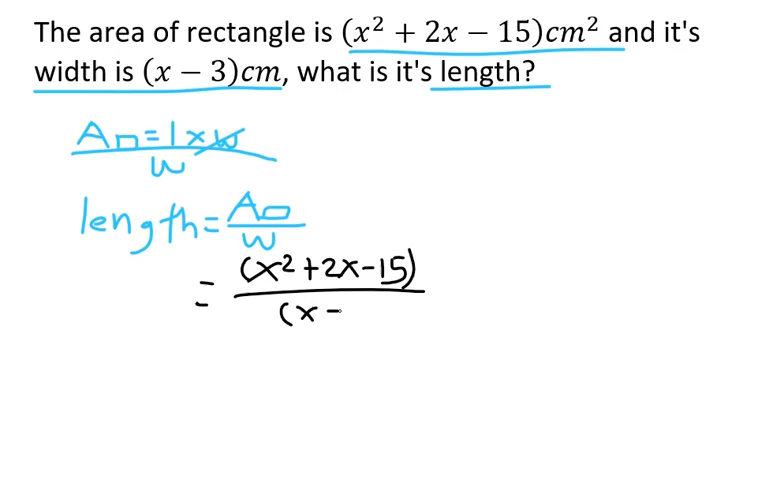 The area of rectangle is (x² + 2x − 15)cm² and it's
width is (x − 3)cm, what is it's length?
A▭ = l × w
w
length = A▭
w
= (x² + 2x − 15)
(x −